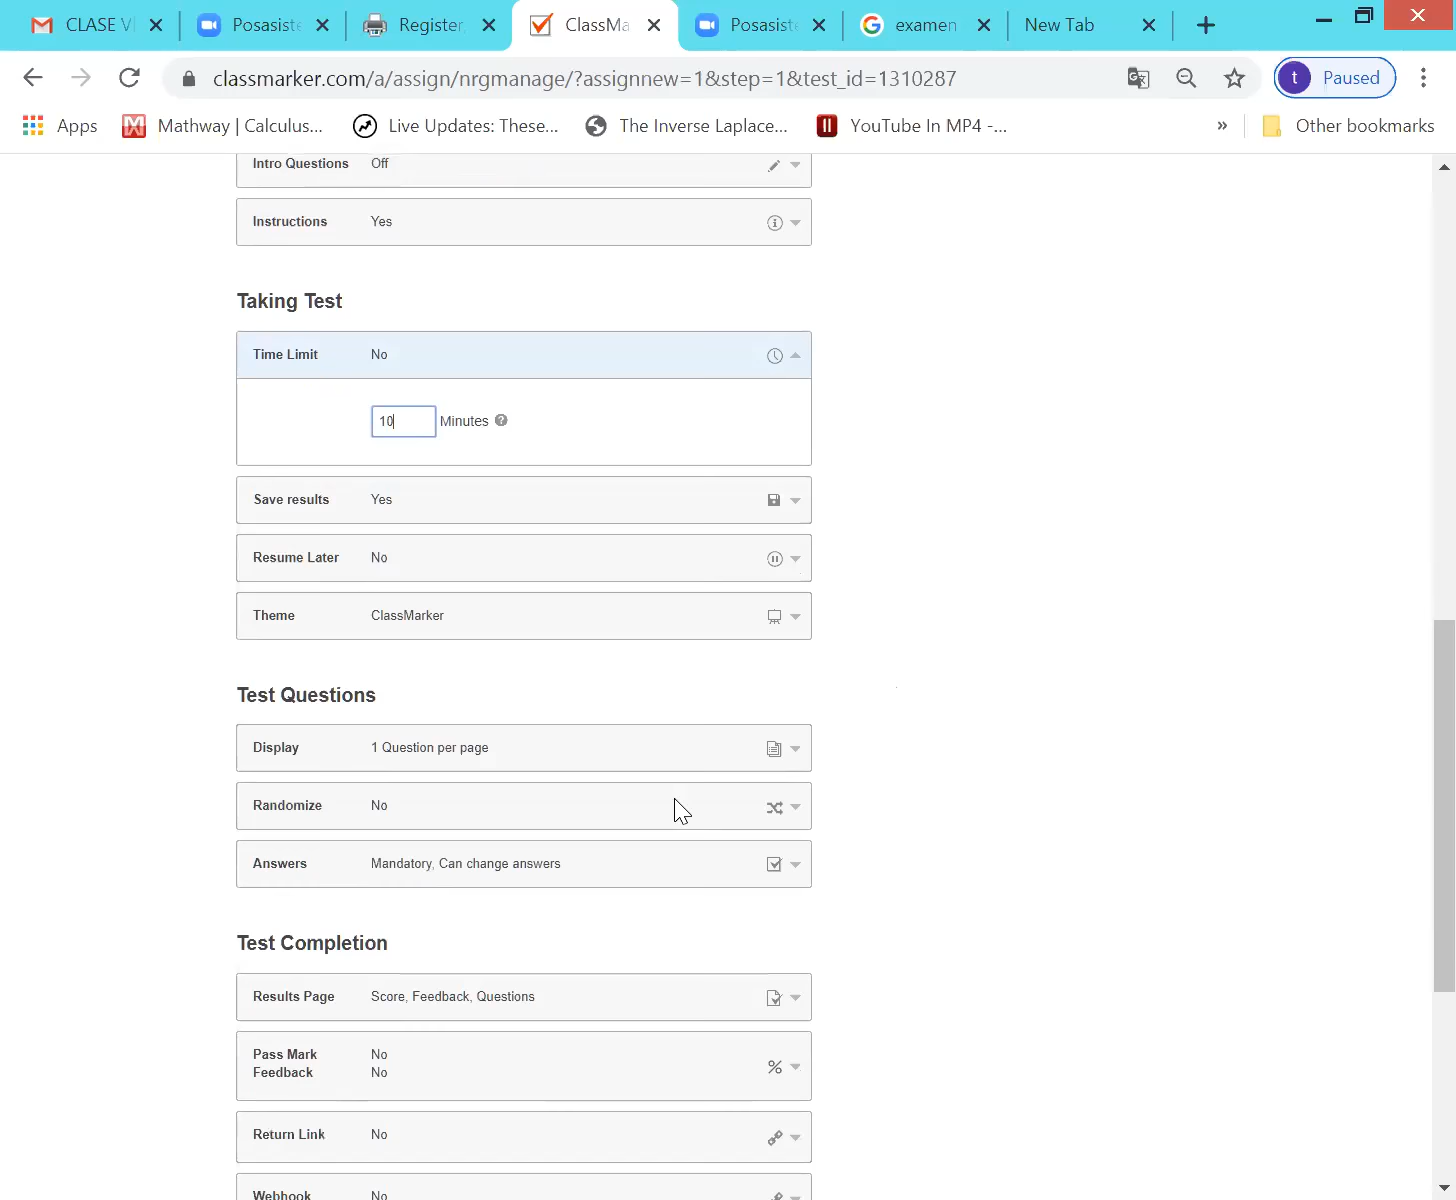 CLASE VI
Posasiste
Register,
ClassMa
Posasiste
examen
New Tab
classmarker.com/a/assign/nrgmanage/?assignnew=1&step=1&test_id=1310287
t Paused
Apps
Mathway | Calculus...
Live Updates: These...
The Inverse Laplace...
YouTube In MP4 -...
»
Other bookmarks
Intro Questions Off
Instructions Yes
Taking Test
Time Limit No
10 Minutes ?
Save results Yes
Resume Later No
Theme ClassMarker
Test Questions
Display 1 Question per page
Randomize No
Answers Mandatory, Can change answers
Test Completion
Results Page Score, Feedback, Questions
Pass Mark No
Feedback No
%
Return Link No
Webhook No